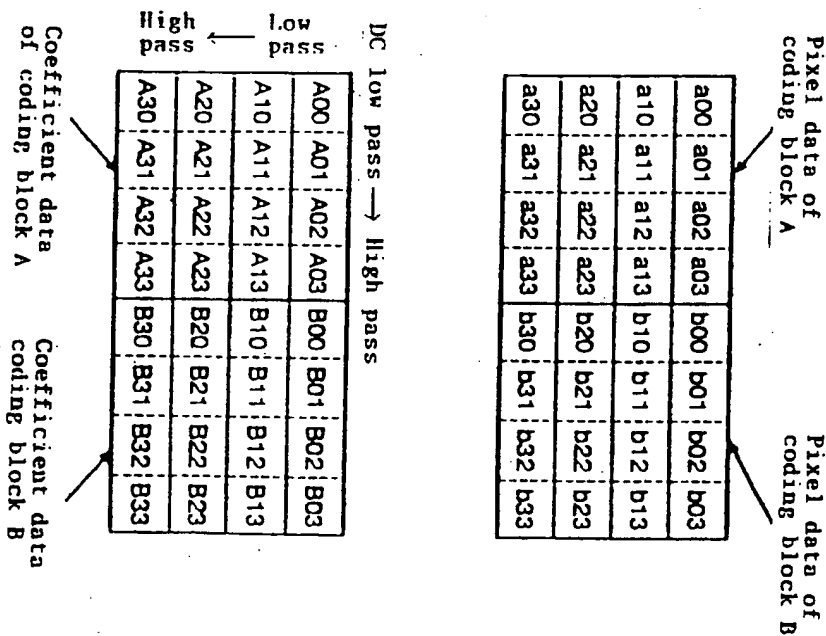 Pixel data of
coding block A
Pixel data of
coding block B
a00 a01 a02 a03 b00 b01 b02 b03
a10 a11 a12 a13 b10 b11 b12 b13
a20 a21 a22 a23 b20 b21 b22 b23
a30 a31 a32 a33 b30 b31 b32 b33
DC low pass → High pass
High ← Low
pass pass
A00 A01 A02 A03 B00 B01 B02 B03
A10 A11 A12 A13 B10 B11 B12 B13
A20 A21 A22 A23 B20 B21 B22 B23
A30 A31 A32 A33 B30 B31 B32 B33
Coefficient data
of coding block A
Coefficient data
coding block B